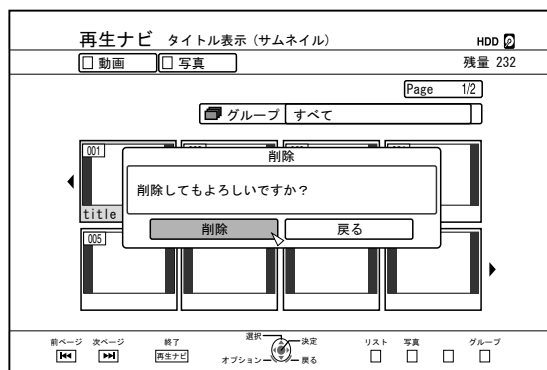 再生ナビ タイトル表示（サムネイル） HDD
動画 写真 残量 232
Page 1/2
グループ すべて
001
削除
削除してもよろしいですか？
title
削除 戻る
005
前ページ 次ページ 終了 選択 決定 リスト 写真 グループ
再生ナビ オプション 戻る